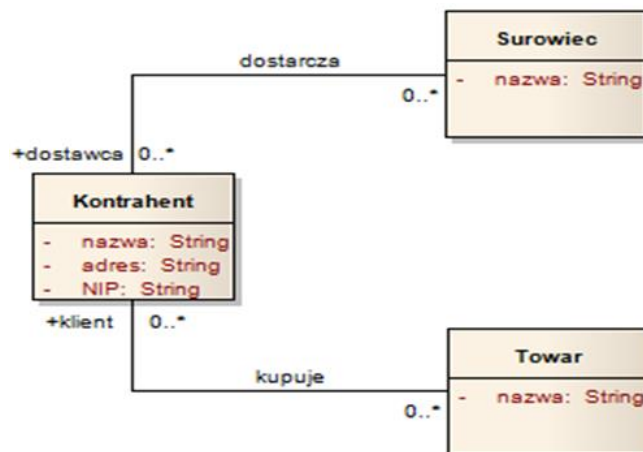 Surowiec
- nazwa: String
dostarcza
0..*
+dostawca 0..*
Kontrahent
- nazwa: String
- adres: String
- NIP: String
+klient 0..*
kupuje
0..*
Towar
- nazwa: String